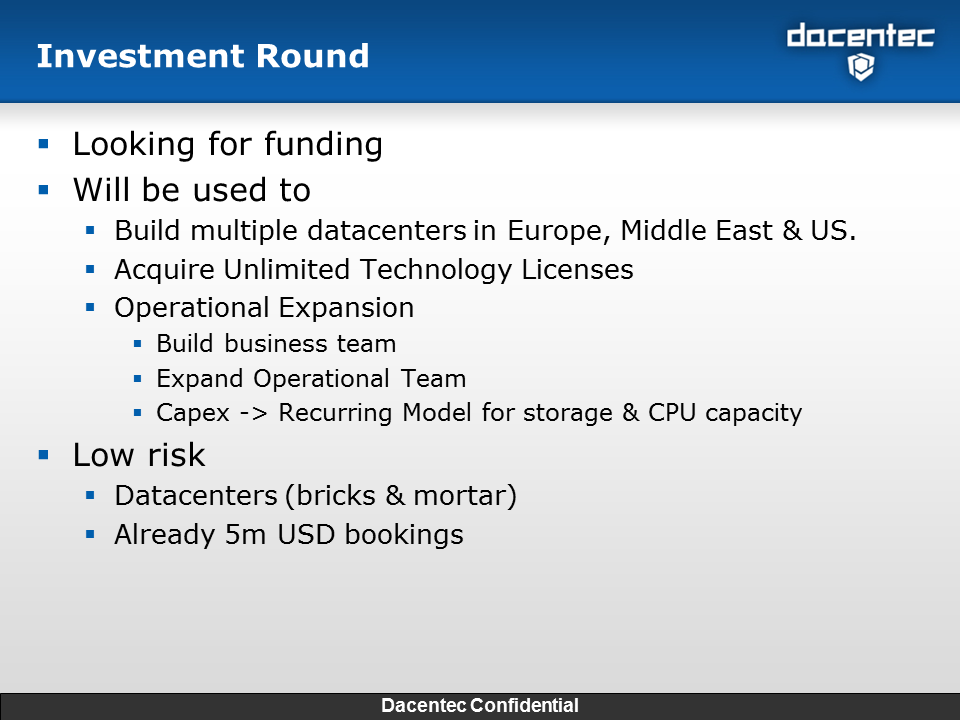 Investment Round
dacentec
Looking for funding
Will be used to
Build multiple datacenters in Europe, Middle East & US.
Acquire Unlimited Technology Licenses
Operational Expansion
Build business team
Expand Operational Team
Capex -> Recurring Model for storage & CPU capacity
Low risk
Datacenters (bricks & mortar)
Already 5m USD bookings
Dacentec Confidential